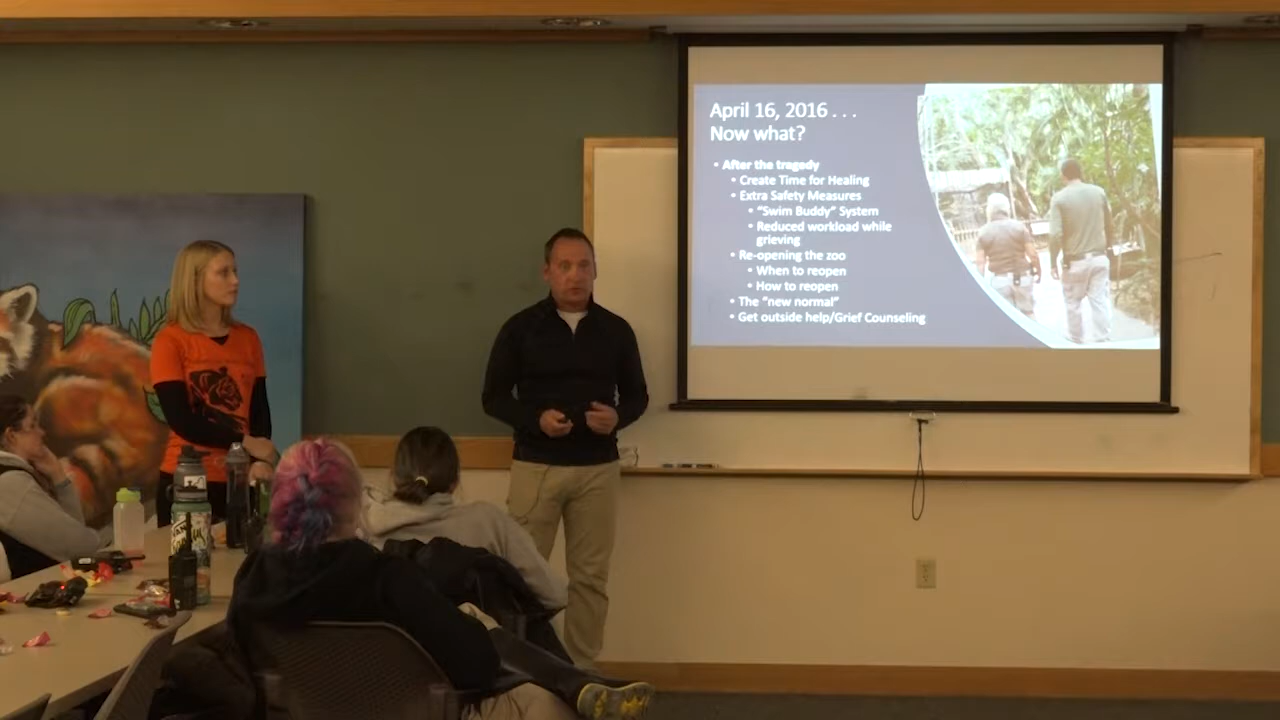 April 16, 2016 . . .
Now what?
• After the tragedy
• Create Time for Healing
• Extra Safety Measures
• “Swim Buddy” System
• Reduced workload while
grieving
• Re-opening the zoo
• When to reopen
• How to reopen
• The “new normal”
• Get outside help/Grief Counseling